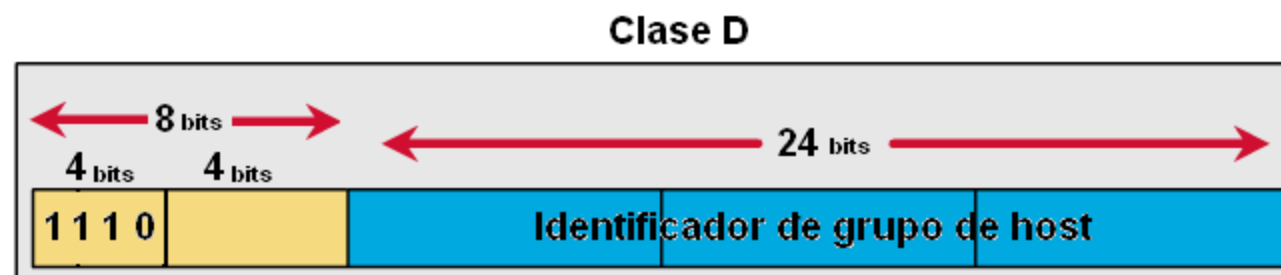 Clase D
8 bits
24 bits
4 bits 4 bits
1 1 1 0
Identificador de grupo de host